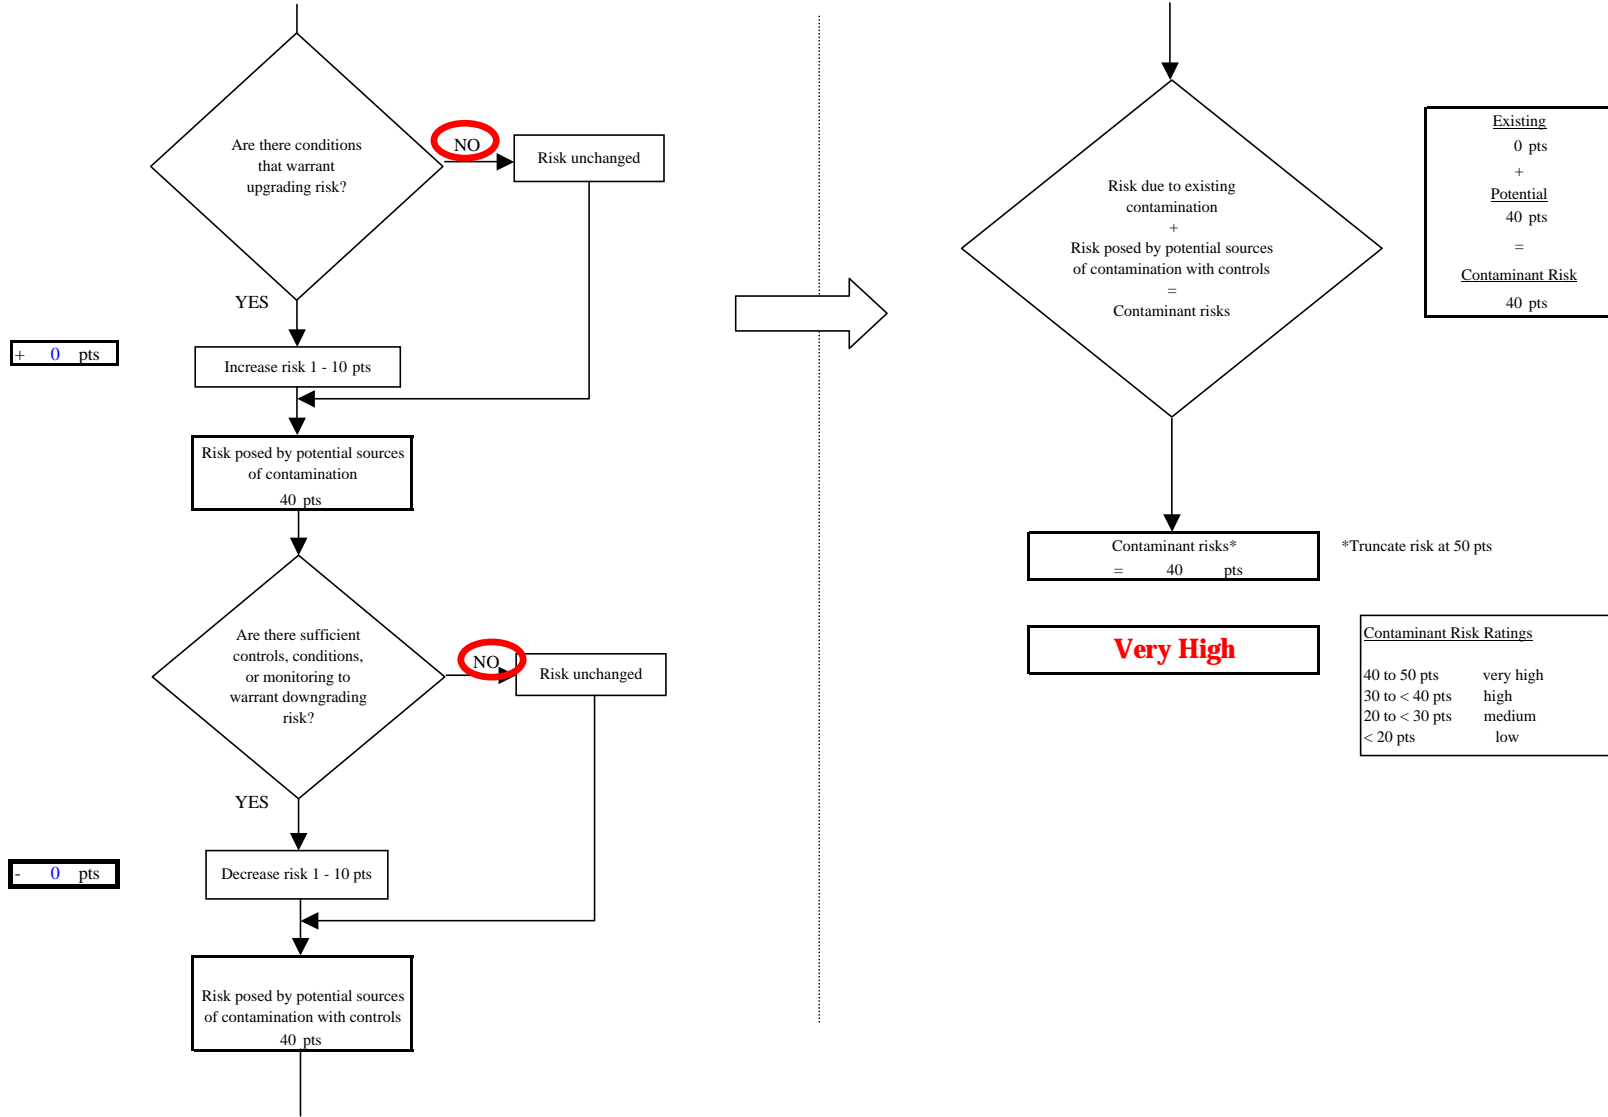 Are there conditions
that warrant
upgrading risk?
NO
Risk unchanged
YES
+ 0 pts
Increase risk 1 - 10 pts
Risk posed by potential sources
of contamination
40 pts
Are there sufficient
controls, conditions,
or monitoring to
warrant downgrading
risk?
NO
Risk unchanged
YES
- 0 pts
Decrease risk 1 - 10 pts
Risk posed by potential sources
of contamination with controls
40 pts
Risk due to existing
contamination
+
Risk posed by potential sources
of contamination with controls
=
Contaminant risks
Existing
0 pts
+
Potential
40 pts
=
Contaminant Risk
40 pts
Contaminant risks*
= 40 pts
*Truncate risk at 50 pts
Very High
Contaminant Risk Ratings
40 to 50 pts very high
30 to < 40 pts high
20 to < 30 pts medium
< 20 pts low